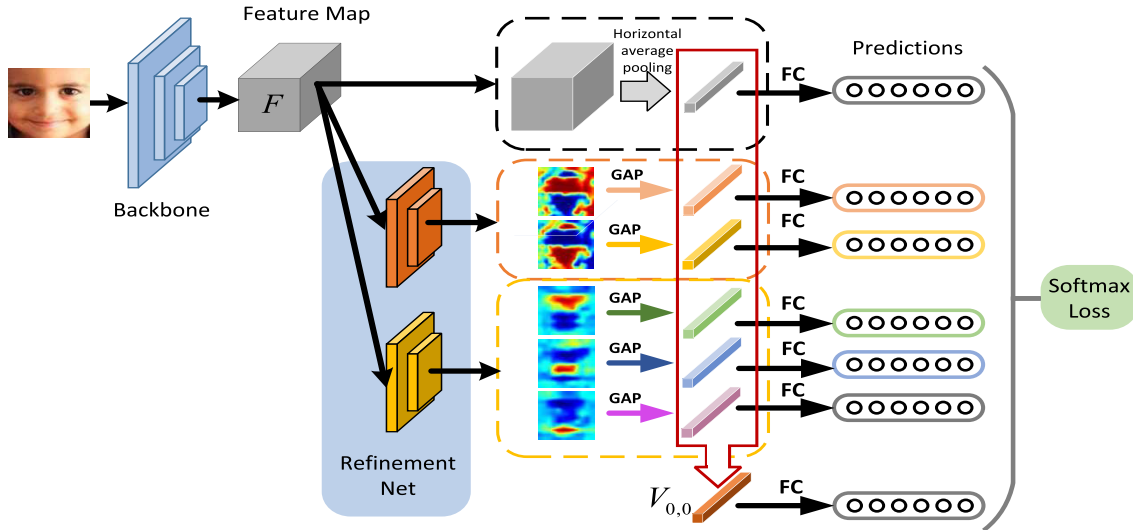 Feature Map
Horizontal
average
pooling
Predictions
FC
F
Backbone
GAP
FC
GAP
FC
GAP
FC
Softmax
Loss
GAP
FC
GAP
FC
Refinement
Net
V0,0
FC